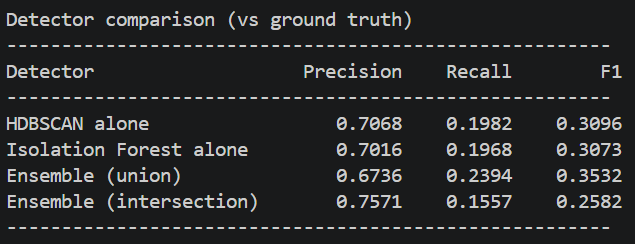 Detector comparison (vs ground truth)
-------------------------------------------------------
Detector                   Precision    Recall        F1
-------------------------------------------------------
HDBSCAN alone                 0.7068    0.1982    0.3096
Isolation Forest alone        0.7016    0.1968    0.3073
Ensemble (union)              0.6736    0.2394    0.3532
Ensemble (intersection)       0.7571    0.1557    0.2582
-------------------------------------------------------